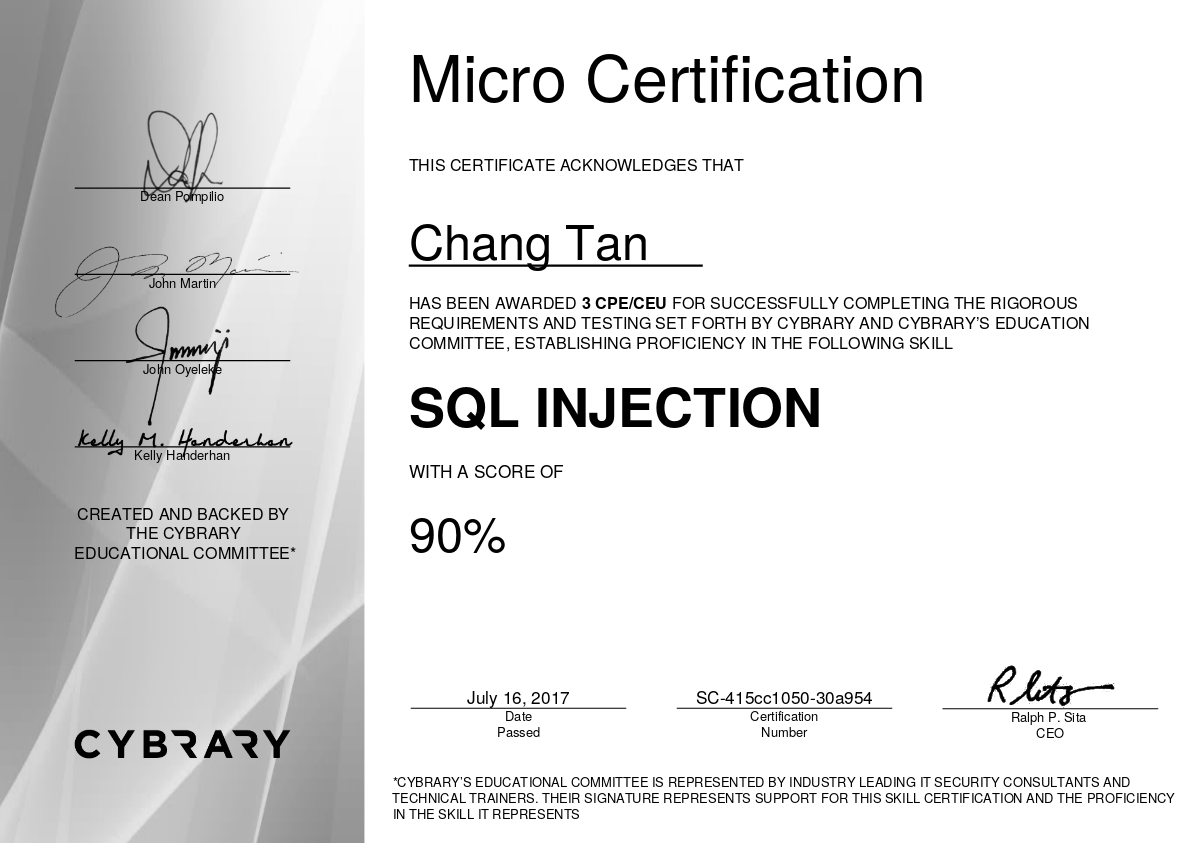 Dean Pompilio
John Martin
John Oyeleke
Kelly M. Handerhan
Kelly Handerhan
CREATED AND BACKED BY
THE CYBRARY
EDUCATIONAL COMMITTEE*
CYBRARY
Micro Certification
THIS CERTIFICATE ACKNOWLEDGES THAT
Chang Tan
HAS BEEN AWARDED 3 CPE/CEU FOR SUCCESSFULLY COMPLETING THE RIGOROUS
REQUIREMENTS AND TESTING SET FORTH BY CYBRARY AND CYBRARY'S EDUCATION
COMMITTEE, ESTABLISHING PROFICIENCY IN THE FOLLOWING SKILL
SQL INJECTION
WITH A SCORE OF
90%
July 16, 2017
Date
Passed
SC-415cc1050-30a954
Certification
Number
Ralph P. Sita
CEO
*CYBRARY'S EDUCATIONAL COMMITTEE IS REPRESENTED BY INDUSTRY LEADING IT SECURITY CONSULTANTS AND
TECHNICAL TRAINERS. THEIR SIGNATURE REPRESENTS SUPPORT FOR THIS SKILL CERTIFICATION AND THE PROFICIENCY
IN THE SKILL IT REPRESENTS